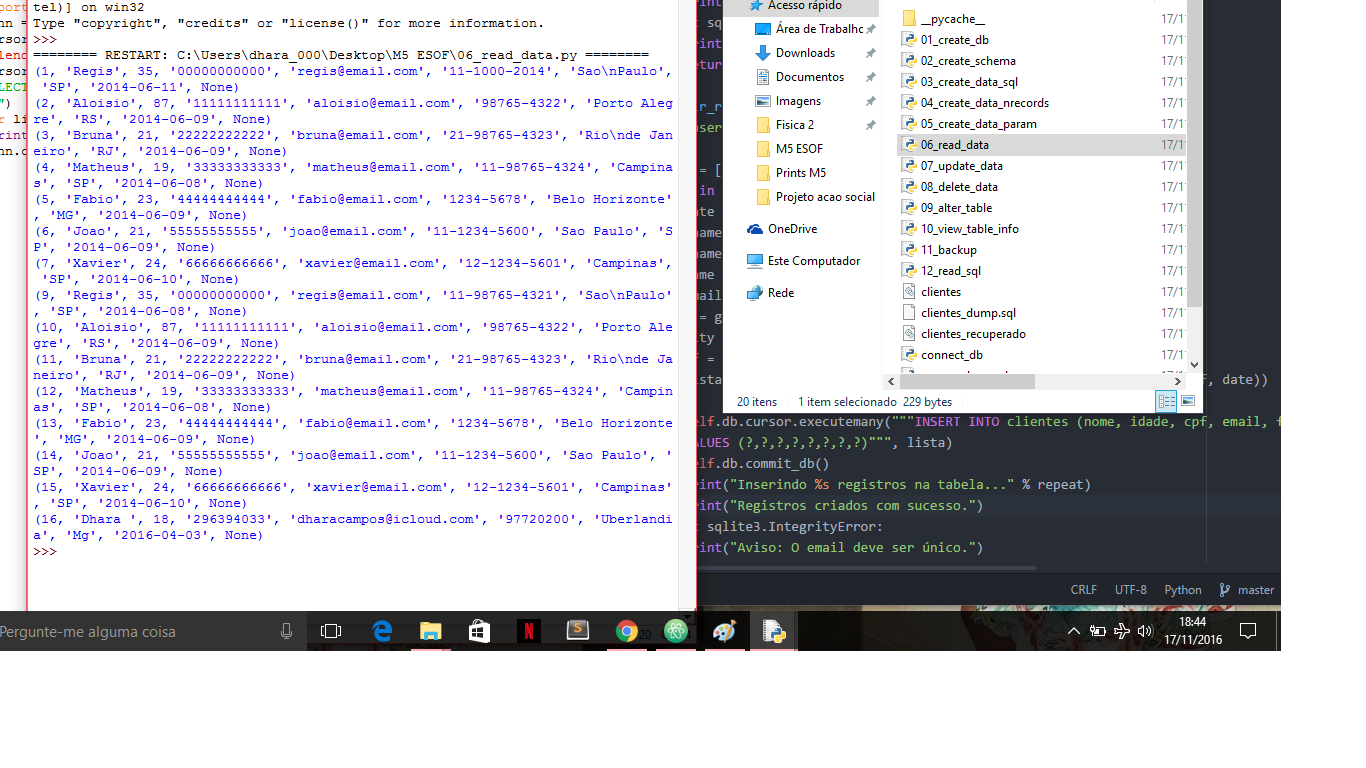 tel)] on win32
Type "copyright", "credits" or "license()" for more information.
>>>
======== RESTART: C:\Users\dhara_000\Desktop\M5 ESOF\06_read_data.py ========
(1, 'Regis', 35, '00000000000', 'regis@email.com', '11-1000-2014', 'Sao\nPaulo',
'SP', '2014-06-11', None)
(2, 'Aloisio', 87, '11111111111', 'aloisio@email.com', '98765-4322', 'Porto Aleg
re', 'RS', '2014-06-09', None)
(3, 'Bruna', 21, '22222222222', 'bruna@email.com', '21-98765-4323', 'Rio\nde Jan
eiro', 'RJ', '2014-06-09', None)
(4, 'Matheus', 19, '33333333333', 'matheus@email.com', '11-98765-4324', 'Campina
s', 'SP', '2014-06-08', None)
(5, 'Fabio', 23, '44444444444', 'fabio@email.com', '1234-5678', 'Belo Horizonte'
, 'MG', '2014-06-09', None)
(6, 'Joao', 21, '55555555555', 'joao@email.com', '11-1234-5600', 'Sao Paulo', 'S
P', '2014-06-09', None)
(7, 'Xavier', 24, '66666666666', 'xavier@email.com', '12-1234-5601', 'Campinas',
'SP', '2014-06-10', None)
(9, 'Regis', 35, '00000000000', 'regis@email.com', '11-98765-4321', 'Sao\nPaulo'
, 'SP', '2014-06-08', None)
(10, 'Aloisio', 87, '11111111111', 'aloisio@email.com', '98765-4322', 'Porto Ale
gre', 'RS', '2014-06-09', None)
(11, 'Bruna', 21, '22222222222', 'bruna@email.com', '21-98765-4323', 'Rio\nde Ja
neiro', 'RJ', '2014-06-09', None)
(12, 'Matheus', 19, '33333333333', 'matheus@email.com', '11-98765-4324', 'Campin
as', 'SP', '2014-06-08', None)
(13, 'Fabio', 23, '44444444444', 'fabio@email.com', '1234-5678', 'Belo Horizonte
', 'MG', '2014-06-09', None)
(14, 'Joao', 21, '55555555555', 'joao@email.com', '11-1234-5600', 'Sao Paulo', '
SP', '2014-06-09', None)
(15, 'Xavier', 24, '66666666666', 'xavier@email.com', '12-1234-5601', 'Campinas'
, 'SP', '2014-06-10', None)
(16, 'Dhara ', 18, '296394033', 'dharacampos@icloud.com', '97720200', 'Uberlandi
a', 'Mg', '2016-04-03', None)
>>>
Acesso rápido
Área de Trabalho
Downloads
Documentos
Imagens
Fisica 2
M5 ESOF
Prints M5
Projeto acao social
OneDrive
Este Computador
Rede
__pycache__ 17/1
01_create_db 17/1
02_create_schema 17/1
03_create_data_sql 17/1
04_create_data_nrecords 17/1
05_create_data_param 17/1
06_read_data 17/1
07_update_data 17/1
08_delete_data 17/1
09_alter_table 17/1
10_view_table_info 17/1
11_backup 17/1
12_read_sql 17/1
clientes 17/1
clientes_dump.sql 17/1
clientes_recuperado 17/1
connect_db 17/1
20 itens 1 item selecionado 229 bytes
, date))
elf.db.cursor.executemany("""INSERT INTO clientes (nome, idade, cpf, email, f
ALUES (?,?,?,?,?,?,?,?)""", lista)
elf.db.commit_db()
rint("Inserindo %s registros na tabela..." % repeat)
rint("Registros criados com sucesso.")
t sqlite3.IntegrityError:
rint("Aviso: O email deve ser único.")
CRLF UTF-8 Python master
Pergunte-me alguma coisa
18:44
17/11/2016